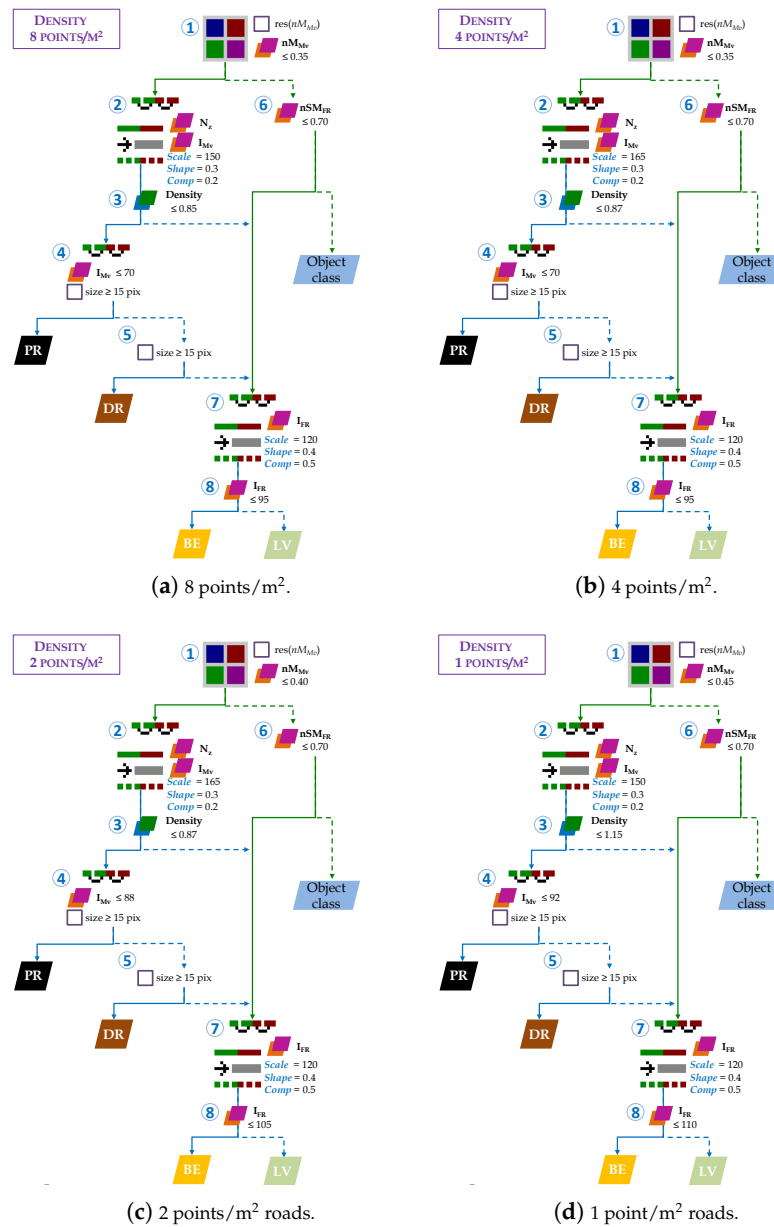 DENSITY
8 POINTS/M²
① res(nM_Mv)
nM_Mv
≤ 0.35
②
⑥ nSM_FR
≤ 0.70
N_z
I_Mv
Scale = 150
Shape = 0.3
Comp = 0.2
③ Density
≤ 0.85
④
I_Mv ≤ 70
size ≥ 15 pix
Object
class
⑤
PR
size ≥ 15 pix
DR
⑦
I_FR
Scale = 120
Shape = 0.4
Comp = 0.5
⑧ I_FR
≤ 95
BE
LV
(a) 8 points/m².
DENSITY
4 POINTS/M²
① res(nM_Mv)
nM_Mv
≤ 0.35
②
⑥ nSM_FR
≤ 0.70
N_z
I_Mv
Scale = 165
Shape = 0.3
Comp = 0.2
③ Density
≤ 0.87
④
I_Mv ≤ 70
size ≥ 15 pix
Object
class
⑤
PR
size ≥ 15 pix
DR
⑦
I_FR
Scale = 120
Shape = 0.4
Comp = 0.5
⑧ I_FR
≤ 95
BE
LV
(b) 4 points/m².
DENSITY
2 POINTS/M²
① res(nM_Mv)
nM_Mv
≤ 0.40
②
⑥ nSM_FR
≤ 0.70
N_z
I_Mv
Scale = 165
Shape = 0.3
Comp = 0.2
③ Density
≤ 0.87
④
I_Mv ≤ 88
size ≥ 15 pix
Object
class
⑤
PR
size ≥ 15 pix
DR
⑦
I_FR
Scale = 120
Shape = 0.4
Comp = 0.5
⑧ I_FR
≤ 105
BE
LV
(c) 2 points/m² roads.
DENSITY
1 POINTS/M²
① res(nM_Mv)
nM_Mv
≤ 0.45
②
⑥ nSM_FR
≤ 0.70
N_z
I_Mv
Scale = 150
Shape = 0.3
Comp = 0.2
③ Density
≤ 1.15
④
I_Mv ≤ 92
size ≥ 15 pix
Object
class
⑤
PR
size ≥ 15 pix
DR
⑦
I_FR
Scale = 120
Shape = 0.4
Comp = 0.5
⑧ I_FR
≤ 110
BE
LV
(d) 1 point/m² roads.